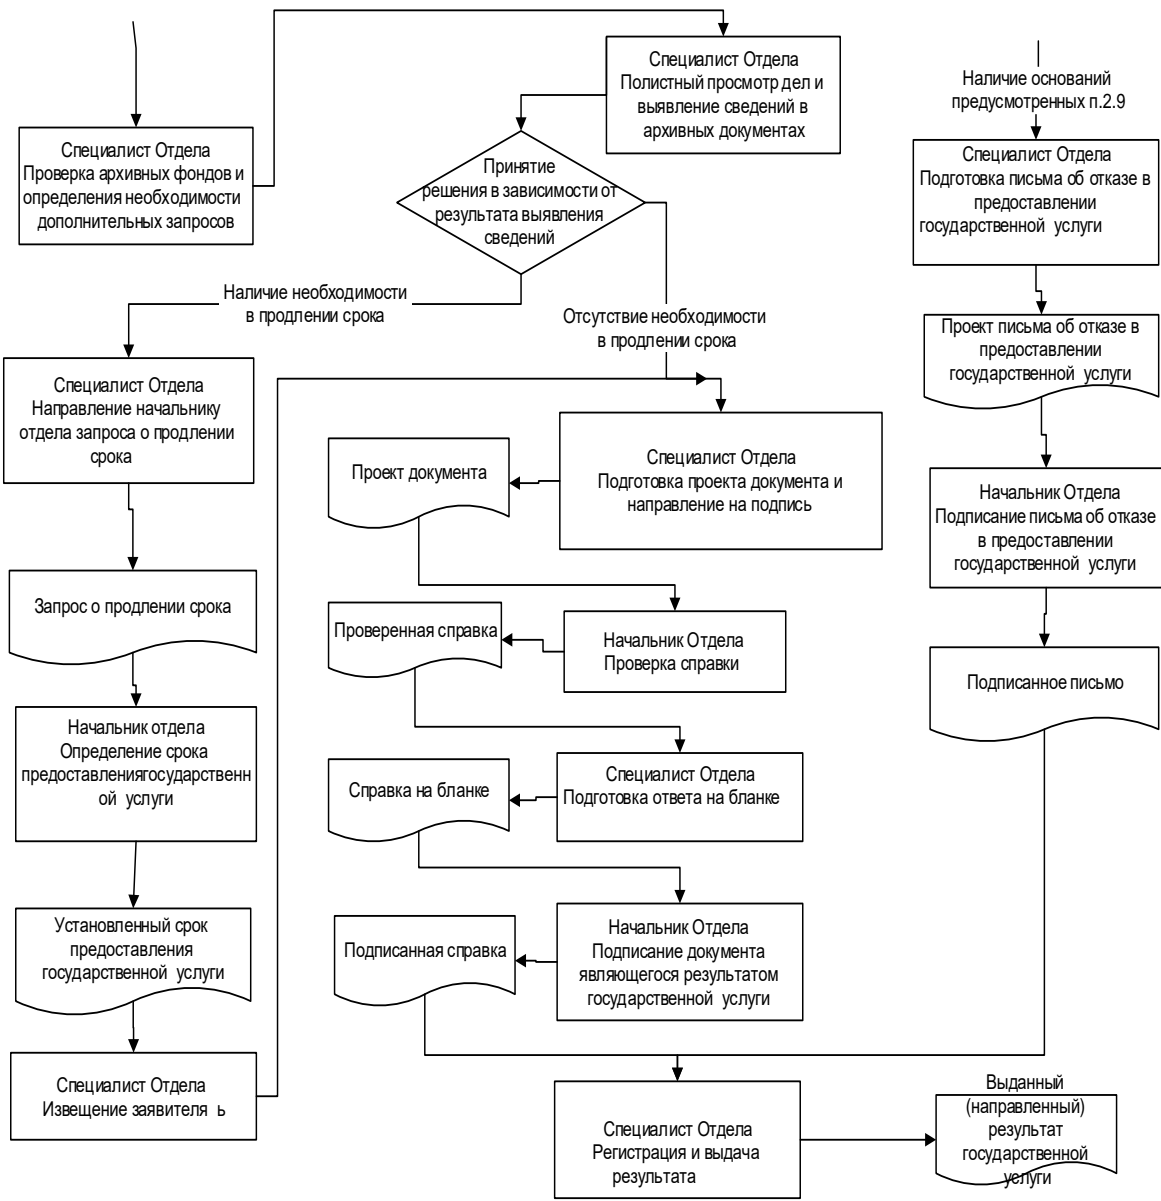 Специалист Отдела
Проверка архивных фондов и
определения необходимости
дополнительных запросов
Специалист Отдела
Полистный просмотр дел и
выявление сведений в
архивных документах
Принятие
решения в зависимости от
результата выявления
сведений
Наличие необходимости
в продлении срока
Отсутствие необходимости
в продлении срока
Специалист Отдела
Направление начальнику
отдела запроса о продлении
срока
Запрос о продлении срока
Начальник отдела
Определение срока
предоставлениягосударственн
ой услуги
Установленный срок
предоставления
государственной услуги
Специалист Отдела
Извещение заявителя ь
Специалист Отдела
Подготовка проекта документа и
направление на подпись
Проект документа
Начальник Отдела
Проверка справки
Проверенная справка
Специалист Отдела
Подготовка ответа на бланке
Справка на бланке
Начальник Отдела
Подписание документа
являющегося результатом
государственной услуги
Подписанная справка
Наличие оснований
предусмотренных п.2.9
Специалист Отдела
Подготовка письма об отказе в
предоставлении
государственной услуги
Проект письма об отказе в
предоставлении
государственной услуги
Начальник Отдела
Подписание письма об отказе
в предоставлении
государственной услуги
Подписанное письмо
Специалист Отдела
Регистрация и выдача
результата
Выданный
(направленный)
результат
государственной
услуги